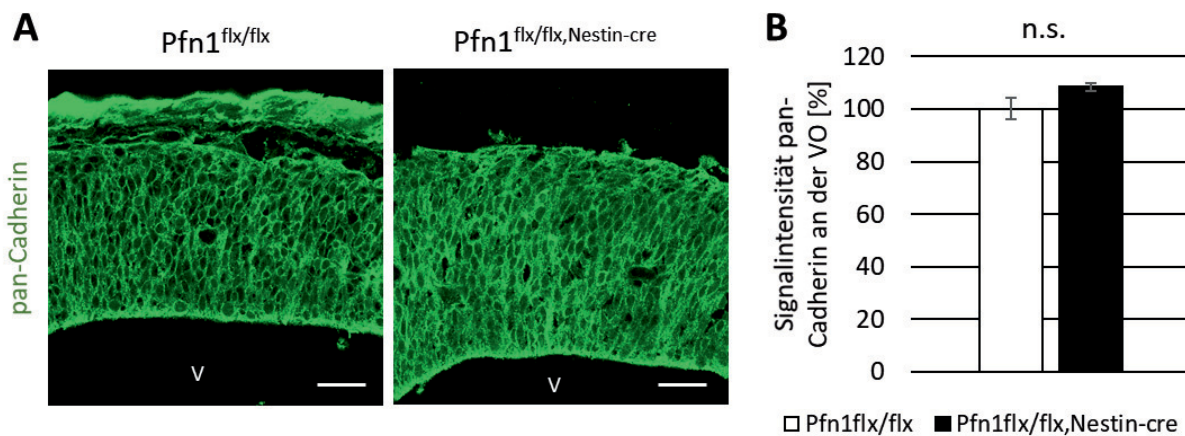 A
Pfn1flx/flx
Pfn1flx/flx,Nestin-cre
pan-Cadherin
V
V
B
n.s.
Signalintensität pan-
Cadherin an der VO [%]
120
100
80
60
40
20
0
Pfn1flx/flx
Pfn1flx/flx,Nestin-cre